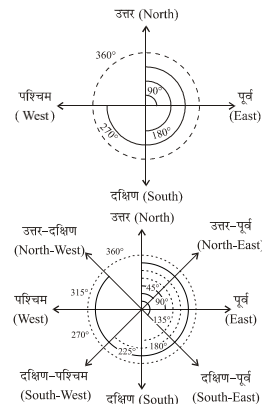 उत्तर (North)
360°
90°
पश्चिम
( West)
पूर्व
(East)
270°
180°
दक्षिण (South)
उत्तर (North)
उत्तर-दक्षिण
(North-West)
360°
उत्तर-पूर्व
(North-East)
315°
45°
90°
पश्चिम
(West)
पूर्व
(East)
135°
270°
180°
225°
दक्षिण-पश्चिम
(South-West)
दक्षिण (South)
दक्षिण-पूर्व
(South-East)